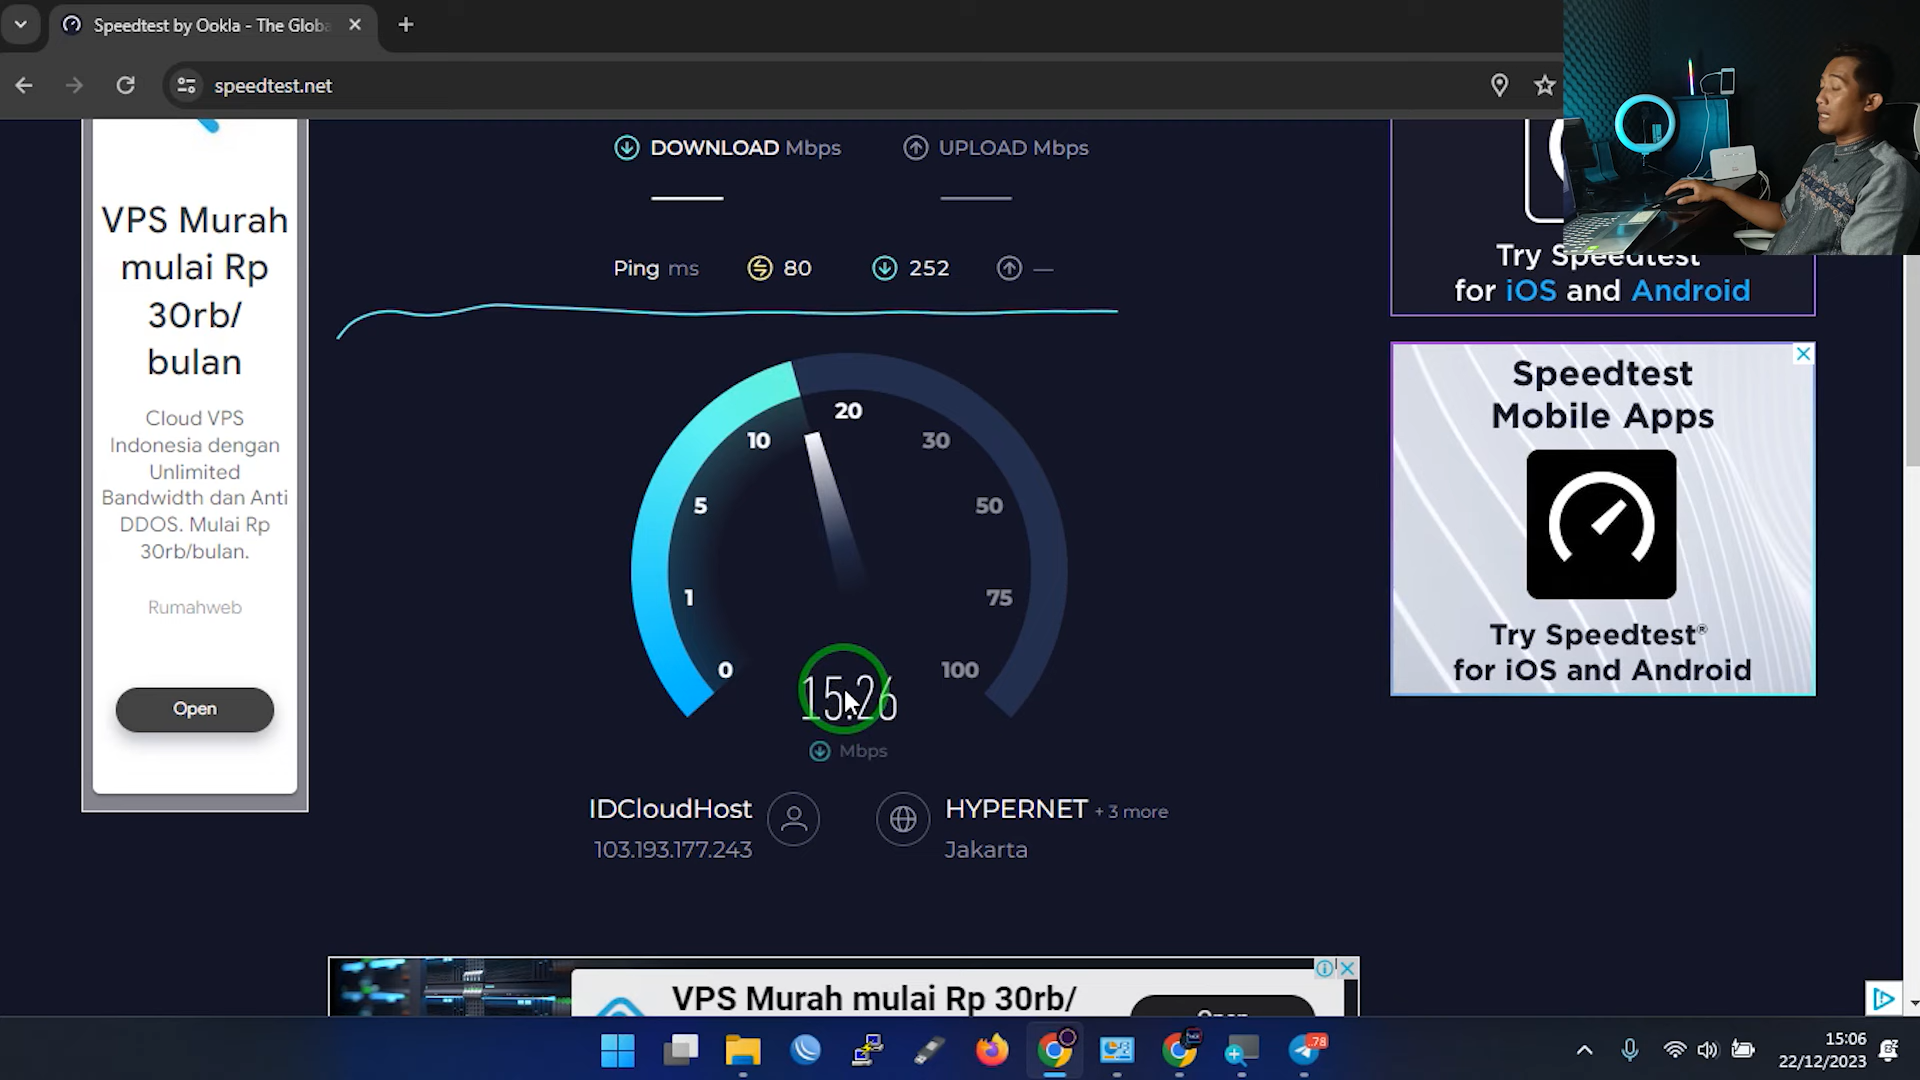 Speedtest by Ookla - The Globa
speedtest.net
DOWNLOAD Mbps
UPLOAD Mbps
Ping ms
80
252
—
VPS Murah
mulai Rp
30rb/
bulan
Cloud VPS
Indonesia dengan
Unlimited
Bandwidth dan Anti
DDOS. Mulai Rp
30rb/bulan.
Rumahweb
Open
0
1
5
10
20
30
50
75
100
15.26
Mbps
IDCloudHost
103.193.177.243
HYPERNET + 3 more
Jakarta
Try Speedtest
for iOS and Android
Speedtest
Mobile Apps
Try Speedtest®
for iOS and Android
VPS Murah mulai Rp 30rb/
Open
78
15:06
22/12/2023